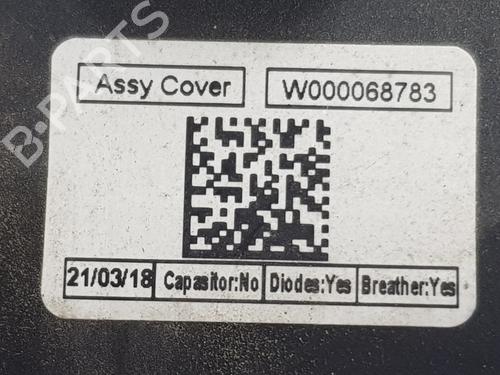 Assy Cover W000068783
21/03/18 Capasitor:No Diodes:Yes Breather:Yes
B-PARTS